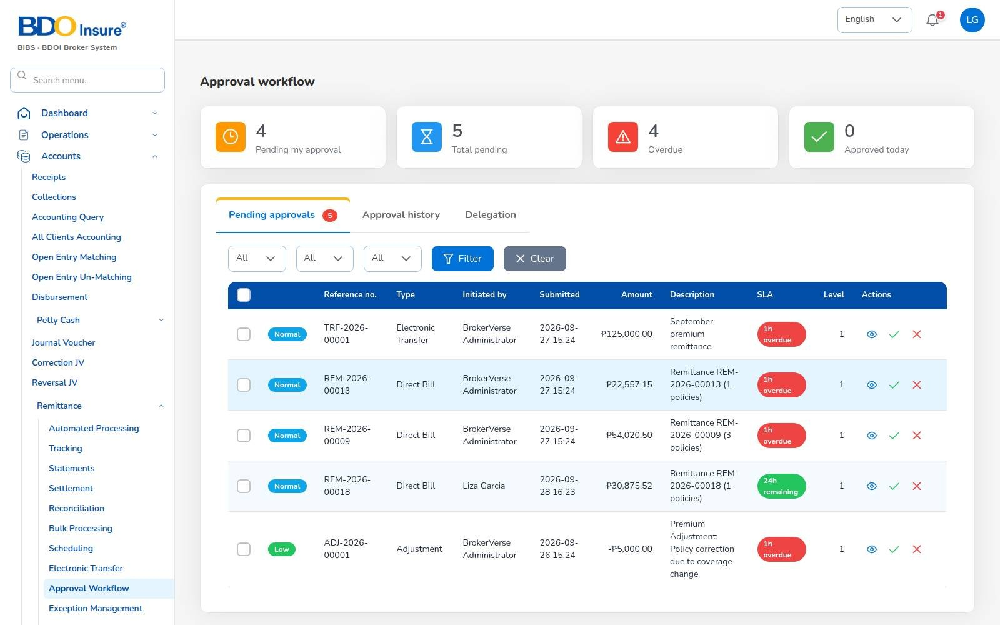 BDO Insure®
BIBS - BDOI Broker System
Search menu...
Dashboard
Operations
Accounts
Receipts
Collections
Accounting Query
All Clients Accounting
Open Entry Matching
Open Entry Un-Matching
Disbursement
Petty Cash
Journal Voucher
Correction JV
Reversal JV
Remittance
Automated Processing
Tracking
Statements
Settlement
Reconciliation
Bulk Processing
Scheduling
Electronic Transfer
Approval Workflow
Exception Management
English
1
LG
Approval workflow
4
Pending my approval
5
Total pending
4
Overdue
0
Approved today
Pending approvals 5 Approval history Delegation
All All All Filter Clear
Reference no. Type Initiated by Submitted Amount Description SLA Level Actions
Normal
TRF-2026-
00001
Electronic
Transfer
BrokerVerse
Administrator
2026-09-
27 15:24
₱125,000.00
September
premium
remittance
1h
overdue
1
Normal
REM-2026-
00013
Direct Bill
BrokerVerse
Administrator
2026-09-
27 15:24
₱22,557.15
Remittance REM-
2026-00013 (1
policies)
1h
overdue
1
Normal
REM-2026-
00009
Direct Bill
BrokerVerse
Administrator
2026-09-
27 15:24
₱54,020.50
Remittance REM-
2026-00009 (3
policies)
1h
overdue
1
Normal
REM-2026-
00018
Direct Bill
Liza Garcia
2026-09-
28 16:23
₱30,875.52
Remittance REM-
2026-00018 (1
policies)
24h
remaining
1
Low
ADJ-2026-
00001
Adjustment
BrokerVerse
Administrator
2026-09-
26 15:24
-₱5,000.00
Premium
Adjustment:
Policy correction
due to coverage
change
1h
overdue
1